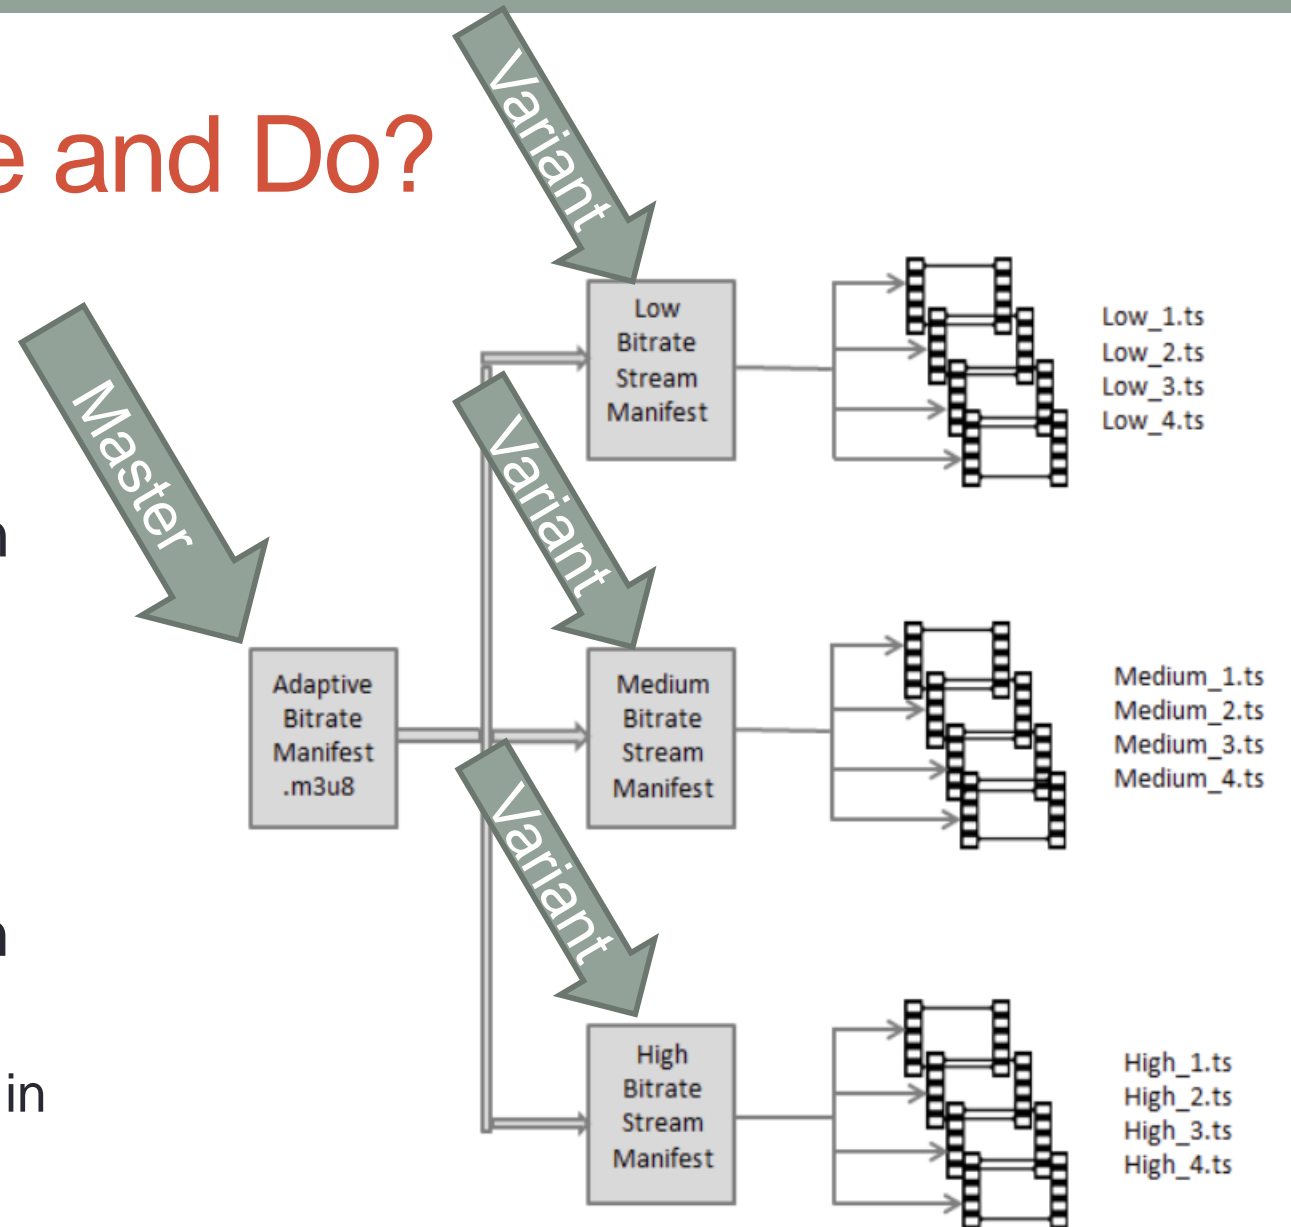 e and Do?
Variant
Low
Bitrate
Stream
Manifest
Low_1.ts
Low_2.ts
Low_3.ts
Low_4.ts
Master
n
Variant
Adaptive
Bitrate
Manifest
.m3u8
Medium
Bitrate
Stream
Manifest
Medium_1.ts
Medium_2.ts
Medium_3.ts
Medium_4.ts
Variant
n
in
High
Bitrate
Stream
Manifest
High_1.ts
High_2.ts
High_3.ts
High_4.ts